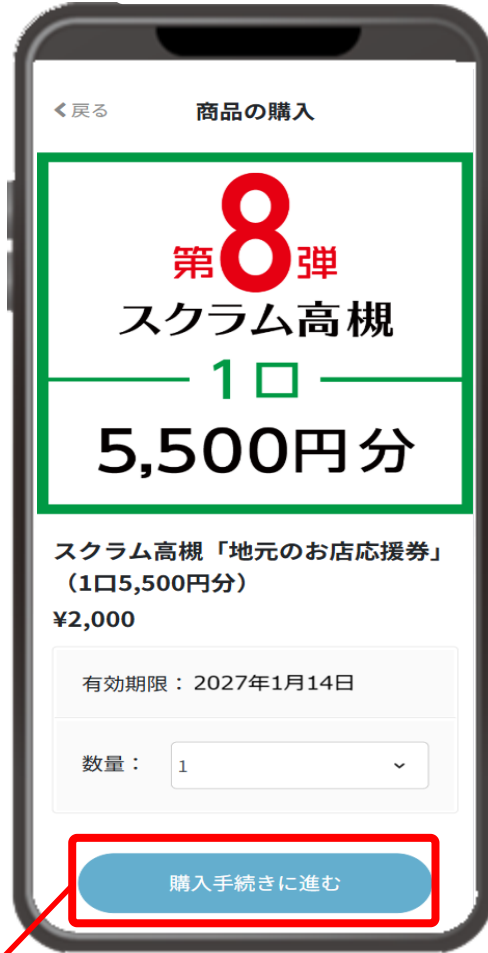 戻る
商品の購入
第8弾
スクラム高槻
1口
5,500円分
スクラム高槻「地元のお店応援券」
（1口5,500円分）
¥2,000
有効期限：2027年1月14日
数量：
1
購入手続きに進む